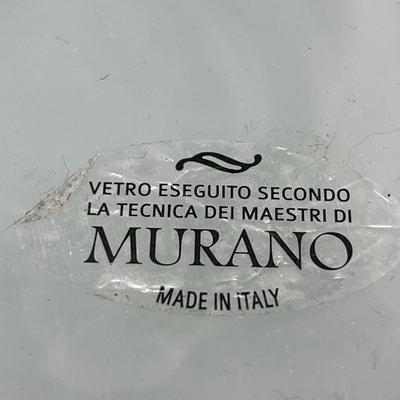 VETRO ESEGUITO SECONDO
LA TECNICA DEI MAESTRI DI
MURANO
MADE IN ITALY